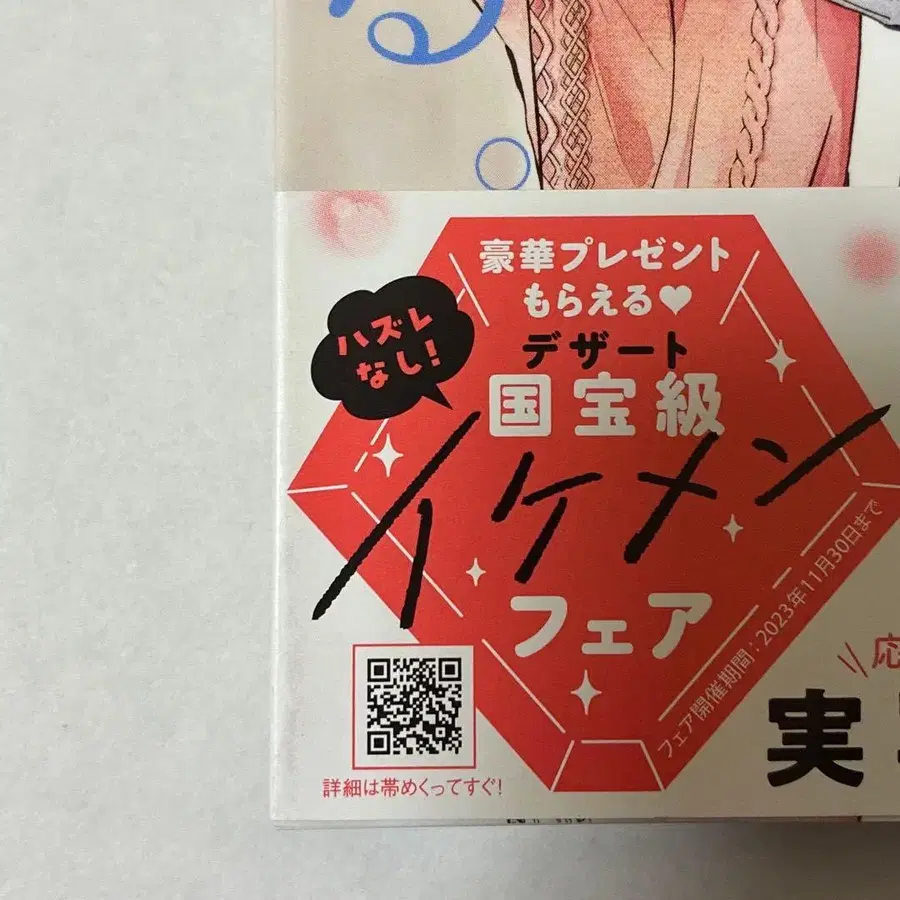 る
豪華プレゼント
もらえる♥
ハズレ
なし!
デザート
国宝級
イケメン
フェア
フェア開催期間:2023年11月30日まで
詳細は帯めくってすぐ!
応
実